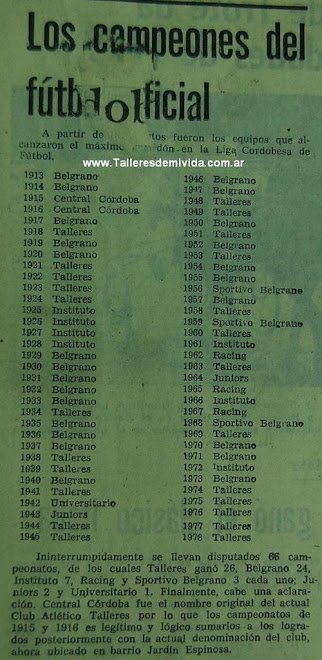 www.Talleresdemivida.com.ar
Los campeones del
fútb ol ficial
A partir de tos fueron los equipos que al-
canzaron el máximo dón en la Liga Cordobesa de
Fútbol.
www.Talleresdemivida.com.ar
1913 Belgrano
1914 Belgrano
1915 Central Córdoba
1916 Central Córdoba
1917 Belgrano
1918 Talleres
1919 Belgrano
1920 Belgrano
1921 Talleres
1922 Talleres
1923 Talleres
1924 Talleres
1925 Instituto
1926 Instituto
1927 Instituto
1928 Instituto
1929 Belgrano
1930 Belgrano
1931 Belgrano
1932 Belgrano
1933 Belgrano
1934 Talleres
1935 Belgrano
1936 Belgrano
1937 Belgrano
1938 Talleres
1939 Talleres
1940 Belgrano
1941 Talleres
1942 Universitario
1943 Juniors
1944 Talleres
1945 Talleres
1946 Belgrano
1947 Belgrano
1948 Talleres
1949 Talleres
1950 Belgrano
1951 Talleres
1952 Belgrano
1953 Talleres
1954 Belgrano
1955 Belgrano
1956 Sportivo Belgrano
1957 Belgrano
1958 Talleres
1959 Sportivo Belgrano
1960 Talleres
1961 Instituto
1962 Racing
1963 Talleres
1964 Juniors
1965 Racing
1966 Instituto
1967 Racing
1988 Sportivo Belgrano
1969 Talleres
1970 Belgrano
1971 Belgrano
1972 Instituto
1973 Belgrano
1974 Talleres
1975 Talleres
1976 Talleres
1977 Talleres
1978 Talleres
Ininterrumpidamente se llevan disputados 66 cam-
peonatos, de los cuales Talleres ganó 26, Belgrano 24,
Instituto 7, Racing y Sportivo Belgrano 3 cada uno; Ju-
niors 2 y Universitario 1. Finalmente, cabe una aclara-
ción. Central Córdoba fue el nombre original del actual
Club Atlético Talleres por lo que los campeonatos de
1915 y 1916 es legítimo y lógico sumarlos a los logra-
dos posteriormente con la actual denominación del club,
ahora ubicado en barrio Jardín Espinosa.